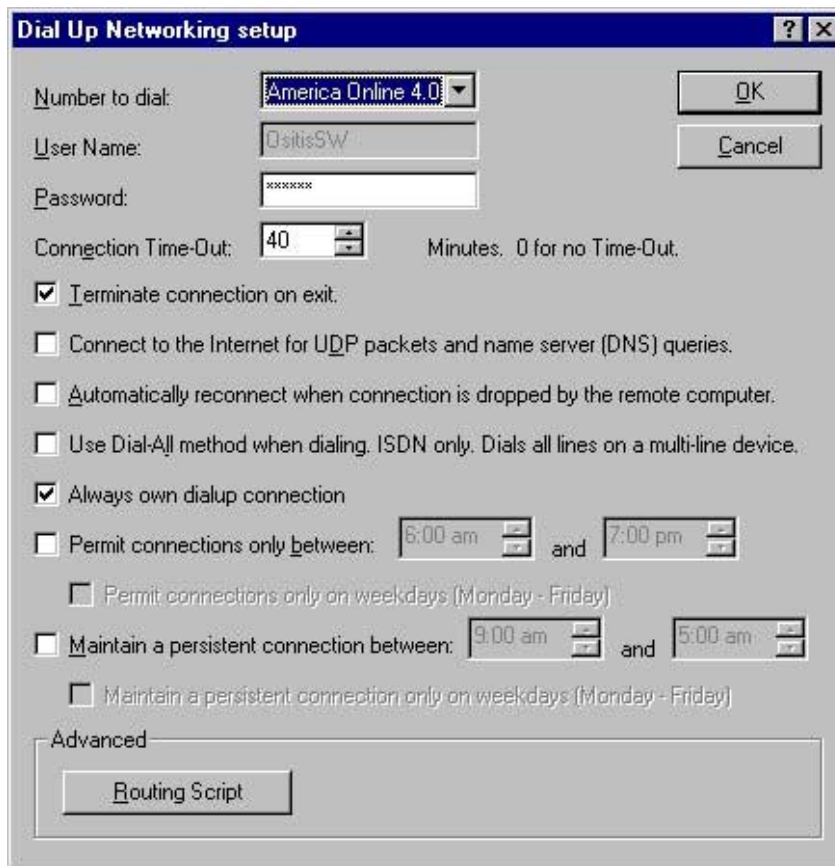 Dial Up Networking setup
Number to dial: America Online 4.0 OK
User Name: OsitisSW Cancel
Password: ******
Connection Time-Out: 40 Minutes. 0 for no Time-Out.
Terminate connection on exit.
Connect to the Internet for UDP packets and name server (DNS) queries.
Automatically reconnect when connection is dropped by the remote computer.
Use Dial-All method when dialing. ISDN only. Dials all lines on a multi-line device.
Always own dialup connection
Permit connections only between: 6:00 am and 7:00 pm
Permit connections only on weekdays (Monday - Friday)
Maintain a persistent connection between: 9:00 am and 5:00 am
Maintain a persistent connection only on weekdays (Monday - Friday)
Advanced
Routing Script